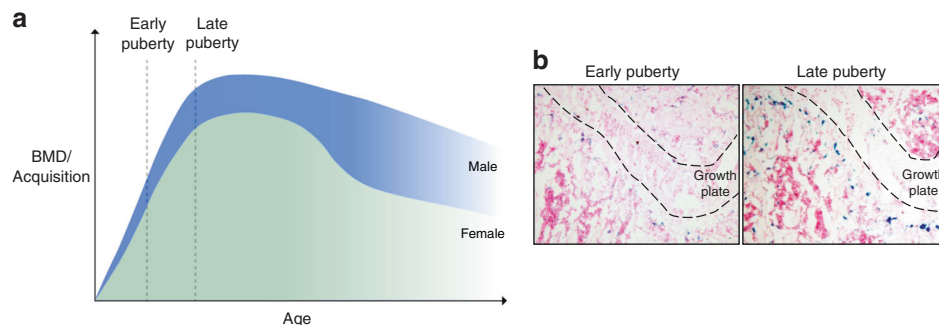 a
Early
puberty
Late
puberty
BMD/
Acquisition
Male
Female
Age
b
Early puberty
Late puberty
Growth
plate
Growth
plate